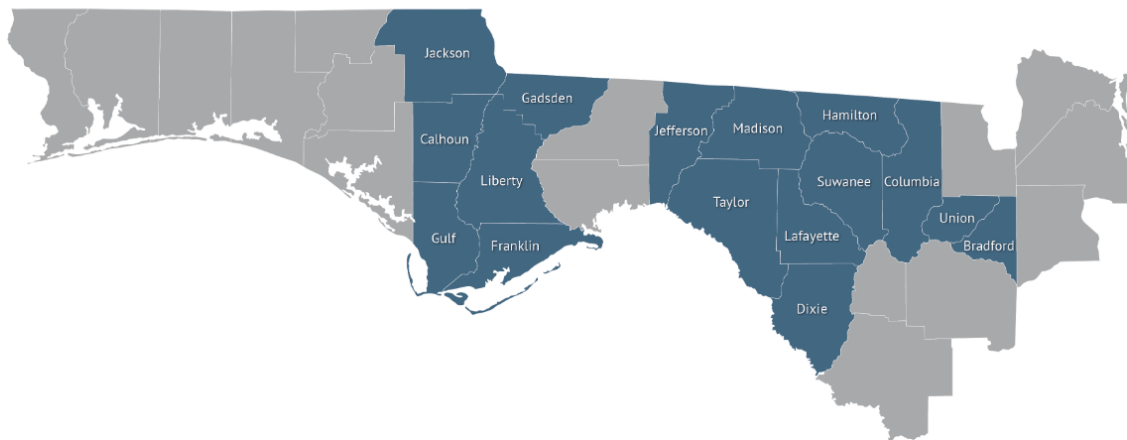 Jackson
Gadsden
Hamilton
Calhoun
Jefferson
Madison
Liberty
Suwanee
Columbia
Taylor
Union
Gulf
Franklin
Lafayette
Bradford
Dixie